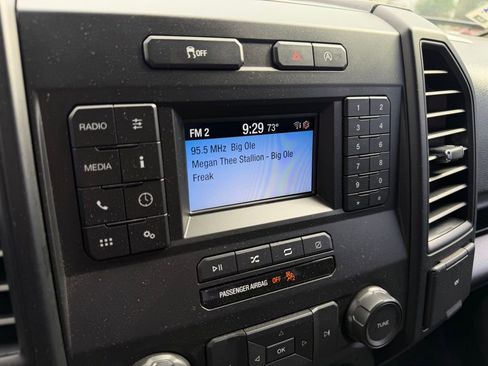 OFF
FM 2 9:29 73°
95.5 MHz Big Ole
Megan Thee Stallion - Big Ole
Freak
RADIO
MEDIA i
1 2
3 4
5 6
7 8
9 0
* #
PASSENGER AIRBAG OFF
OK
TUNE